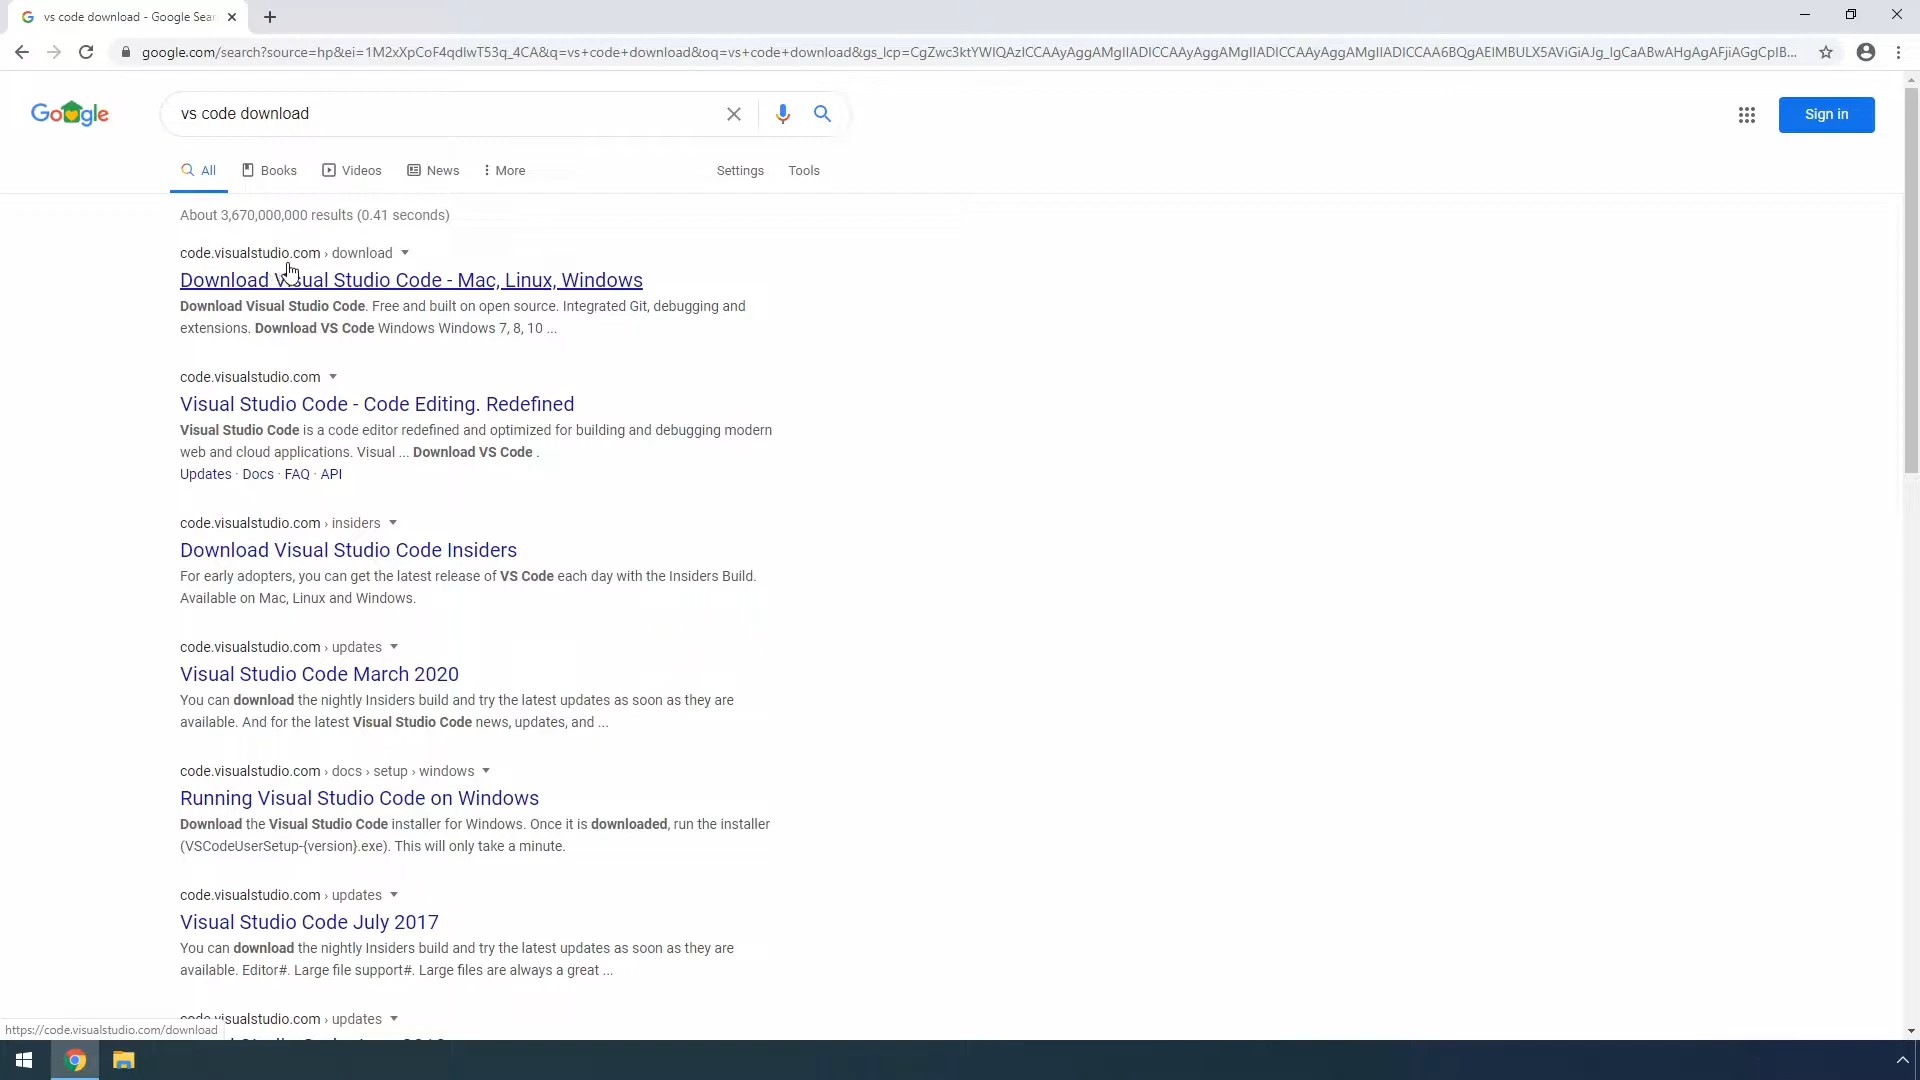 vs code download - Google Sear
google.com/search?source=hp&ei=1M2xXpCoF4qdlwT53q_4CA&q=vs+code+download&oq=vs+code+download&gs_lcp=CgZwc3ktYWIQAzICCAAyAggAMgIIADICCAAyAggAMgIIADICCAAyAggAMgIIADICCAA6BQgAEIMBULX5AViGiAJg_IgCaABwAHgAgAFjiAGgCpIB...
Google
vs code download
Sign in
All Books Videos News More Settings Tools
About 3,670,000,000 results (0.41 seconds)
code.visualstudio.com › download
Download Visual Studio Code - Mac, Linux, Windows
Download Visual Studio Code. Free and built on open source. Integrated Git, debugging and
extensions. Download VS Code Windows Windows 7, 8, 10 ...
code.visualstudio.com
Visual Studio Code - Code Editing. Redefined
Visual Studio Code is a code editor redefined and optimized for building and debugging modern
web and cloud applications. Visual ... Download VS Code .
Updates · Docs · FAQ · API
code.visualstudio.com › insiders
Download Visual Studio Code Insiders
For early adopters, you can get the latest release of VS Code each day with the Insiders Build.
Available on Mac, Linux and Windows.
code.visualstudio.com › updates
Visual Studio Code March 2020
You can download the nightly Insiders build and try the latest updates as soon as they are
available. And for the latest Visual Studio Code news, updates, and ...
code.visualstudio.com › docs › setup › windows
Running Visual Studio Code on Windows
Download the Visual Studio Code installer for Windows. Once it is downloaded, run the installer
(VSCodeUserSetup-{version}.exe). This will only take a minute.
code.visualstudio.com › updates
Visual Studio Code July 2017
You can download the nightly Insiders build and try the latest updates as soon as they are
available. Editor#. Large file support#. Large files are always a great ...
code.visualstudio.com › updates
https://code.visualstudio.com/download